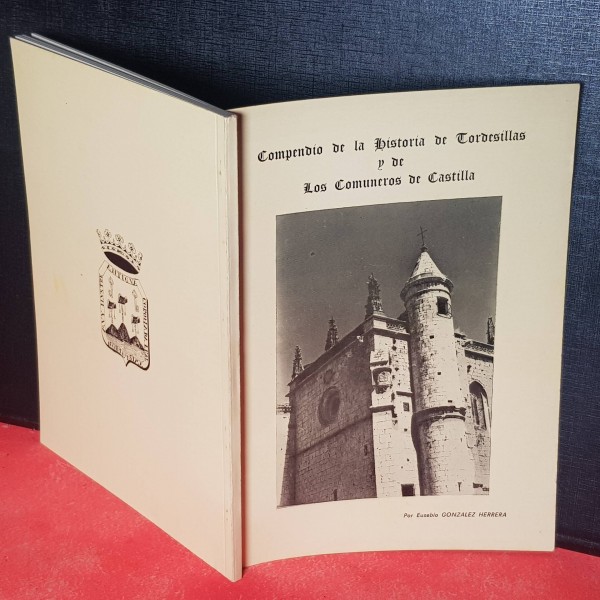 Compendio de la Historia de Tordesillas
y de
Los Comuneros de Castilla
Por Eusebio GONZALEZ HERRERA